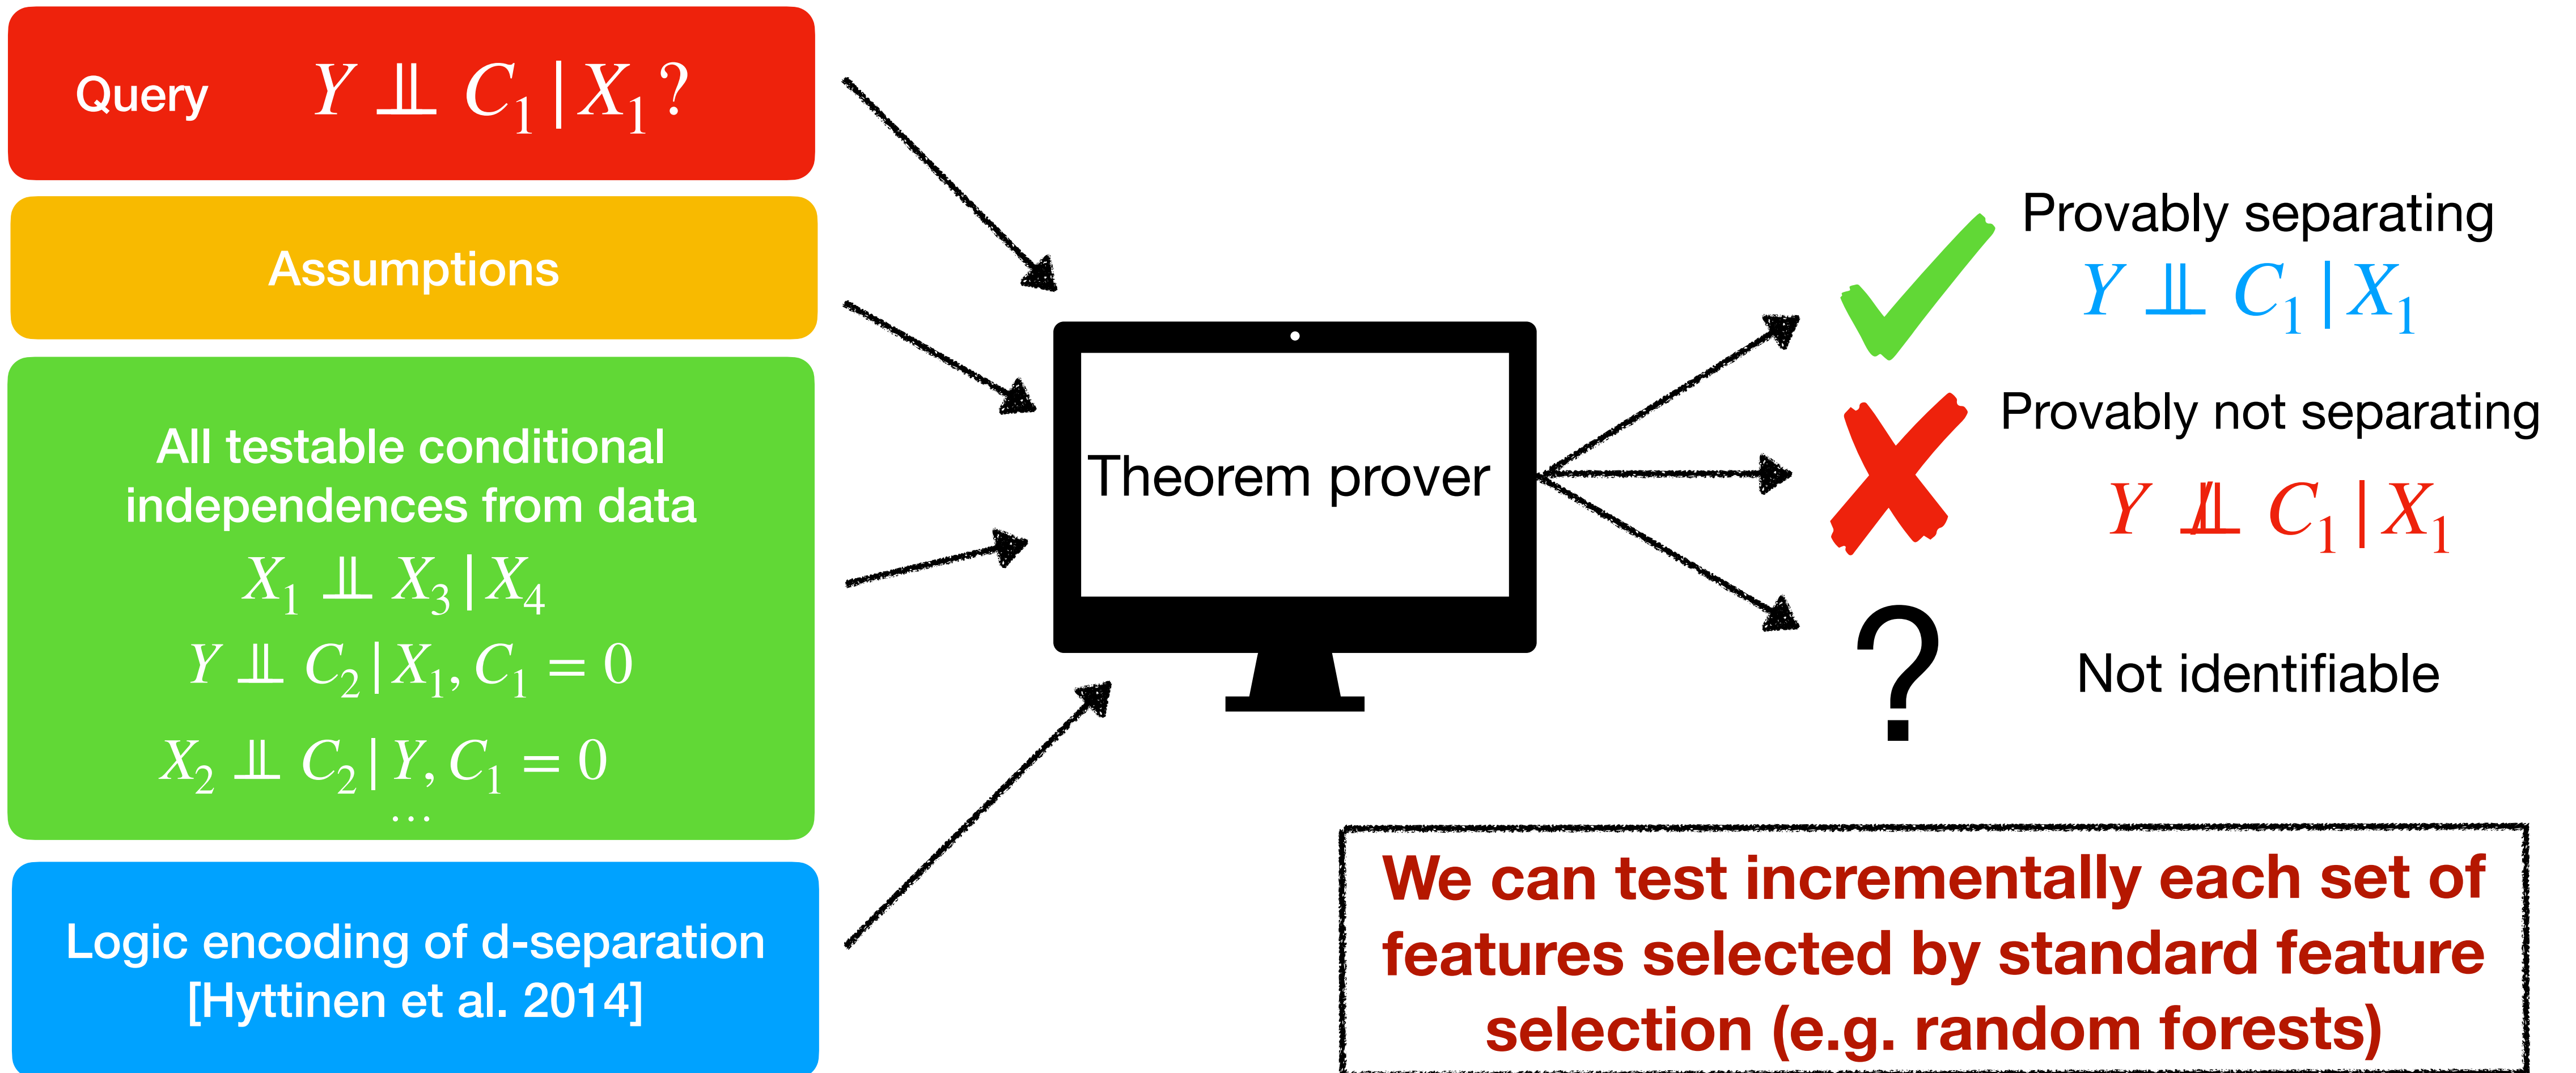 Query Y ⫫ C₁ | X₁ ?
Assumptions
All testable conditional
independences from data
X₁ ⫫ X₃ | X₄
Y ⫫ C₂ | X₁, C₁ = 0
X₂ ⫫ C₂ | Y, C₁ = 0
...
Logic encoding of d-separation
[Hyttinen et al. 2014]
Theorem prover
Provably separating
Y ⫫ C₁ | X₁
Provably not separating
Y ⫫̸ C₁ | X₁
?
Not identifiable
We can test incrementally each set of
features selected by standard feature
selection (e.g. random forests)